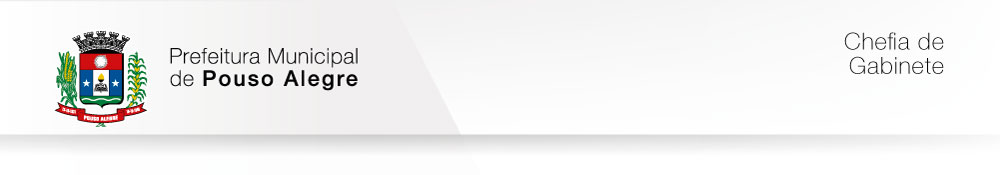 Prefeitura Municipal
de Pouso Alegre
Chefia de
Gabinete
POUSO ALEGRE